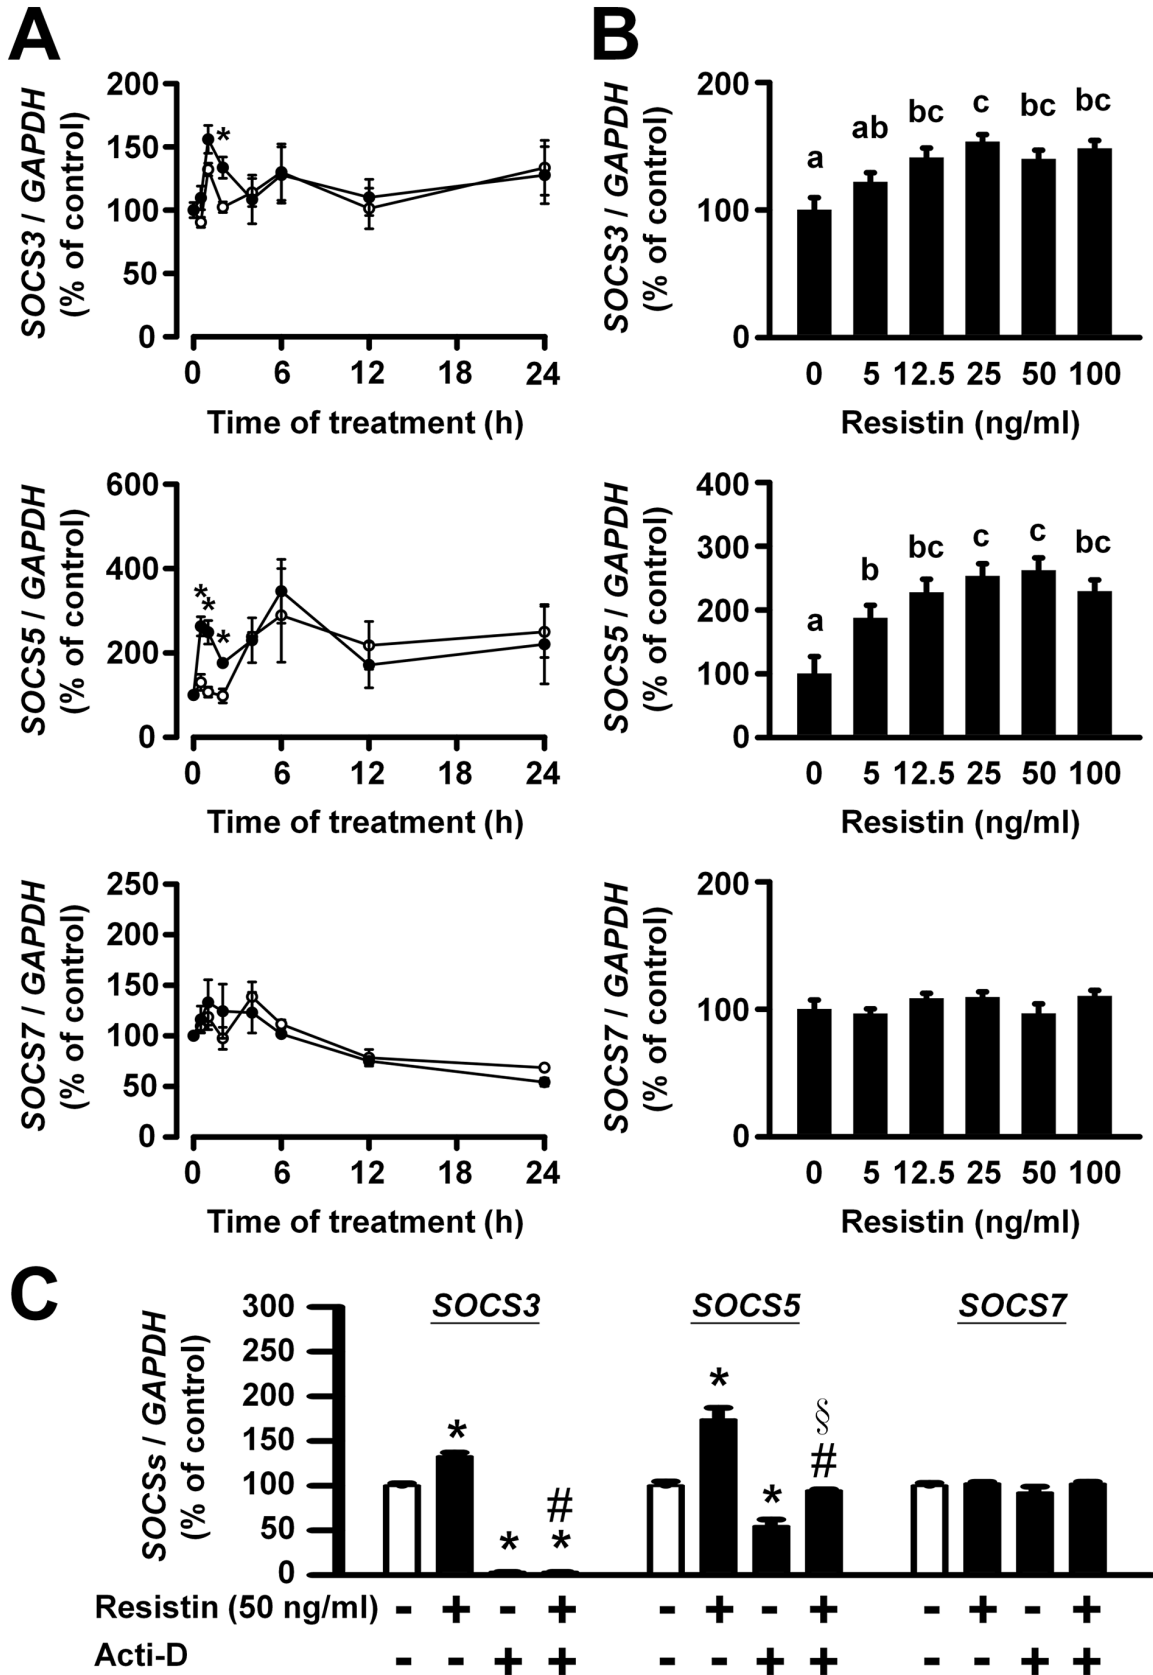 A
B
SOCS3 / GAPDH
(% of control)
200
150
100
50
0
*
0 6 12 18 24
Time of treatment (h)
SOCS3 / GAPDH
(% of control)
200
100
0
a ab bc c bc bc
0 5 12.5 25 50 100
Resistin (ng/ml)
SOCS5 / GAPDH
(% of control)
600
400
200
0
* * *
0 6 12 18 24
Time of treatment (h)
SOCS5 / GAPDH
(% of control)
400
300
200
100
0
a b bc c c bc
0 5 12.5 25 50 100
Resistin (ng/ml)
SOCS7 / GAPDH
(% of control)
250
200
150
100
50
0
0 6 12 18 24
Time of treatment (h)
SOCS7 / GAPDH
(% of control)
200
100
0
0 5 12.5 25 50 100
Resistin (ng/ml)
C
SOCSs / GAPDH
(% of control)
300
250
200
150
100
50
0
SOCS3 SOCS5 SOCS7
* * # *
* * § #
Resistin (50 ng/ml) - + - + - + - + - + - +
Acti-D - - + + - - + + - - + +